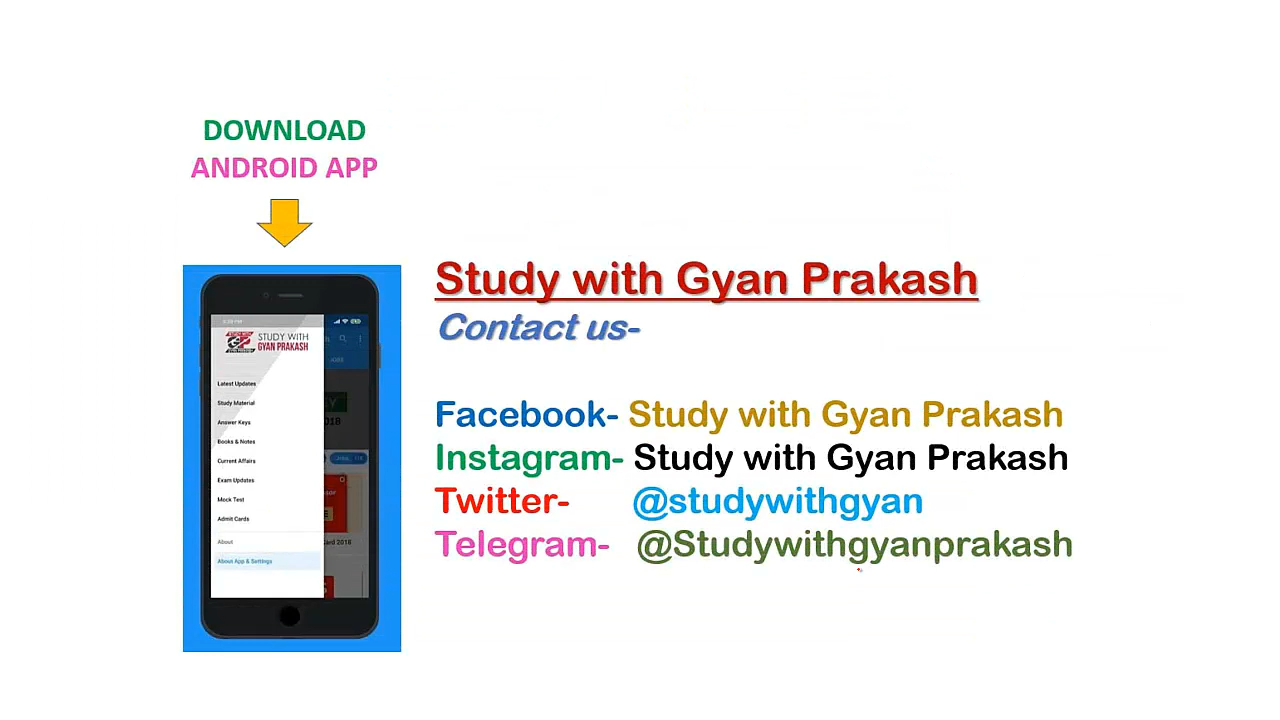 DOWNLOAD
ANDROID APP
Study with Gyan Prakash
Contact us-
Facebook- Study with Gyan Prakash
Instagram- Study with Gyan Prakash
Twitter- @studywithgyan
Telegram- @Studywithgyanprakash
STUDY WITH
GYAN PRAKASH
Latest Updates
Study Material
Answer Keys
Books & Notes
Current Affairs
Exam Updates
Mock Test
Admit Cards
About
About App & Settings